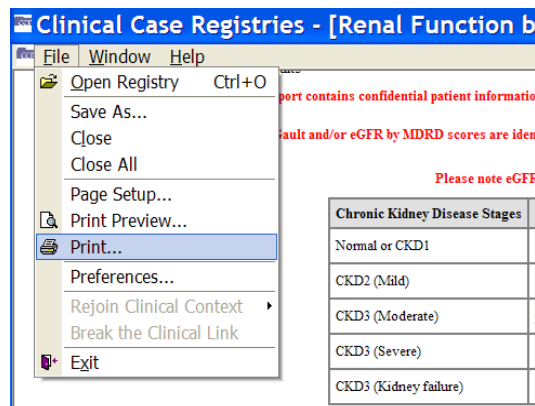 Clinical Case Registries - [Renal Function b
File Window Help
Open Registry Ctrl+O
Save As...
Close
Close All
Page Setup...
Print Preview...
Print...
Preferences...
Rejoin Clinical Context
Break the Clinical Link
Exit
port contains confidential patient informatio
ault and/or eGFR by MDRD scores are iden
Please note eGFR
Chronic Kidney Disease Stages
Normal or CKD1
CKD2 (Mild)
CKD3 (Moderate)
CKD3 (Severe)
CKD3 (Kidney failure)